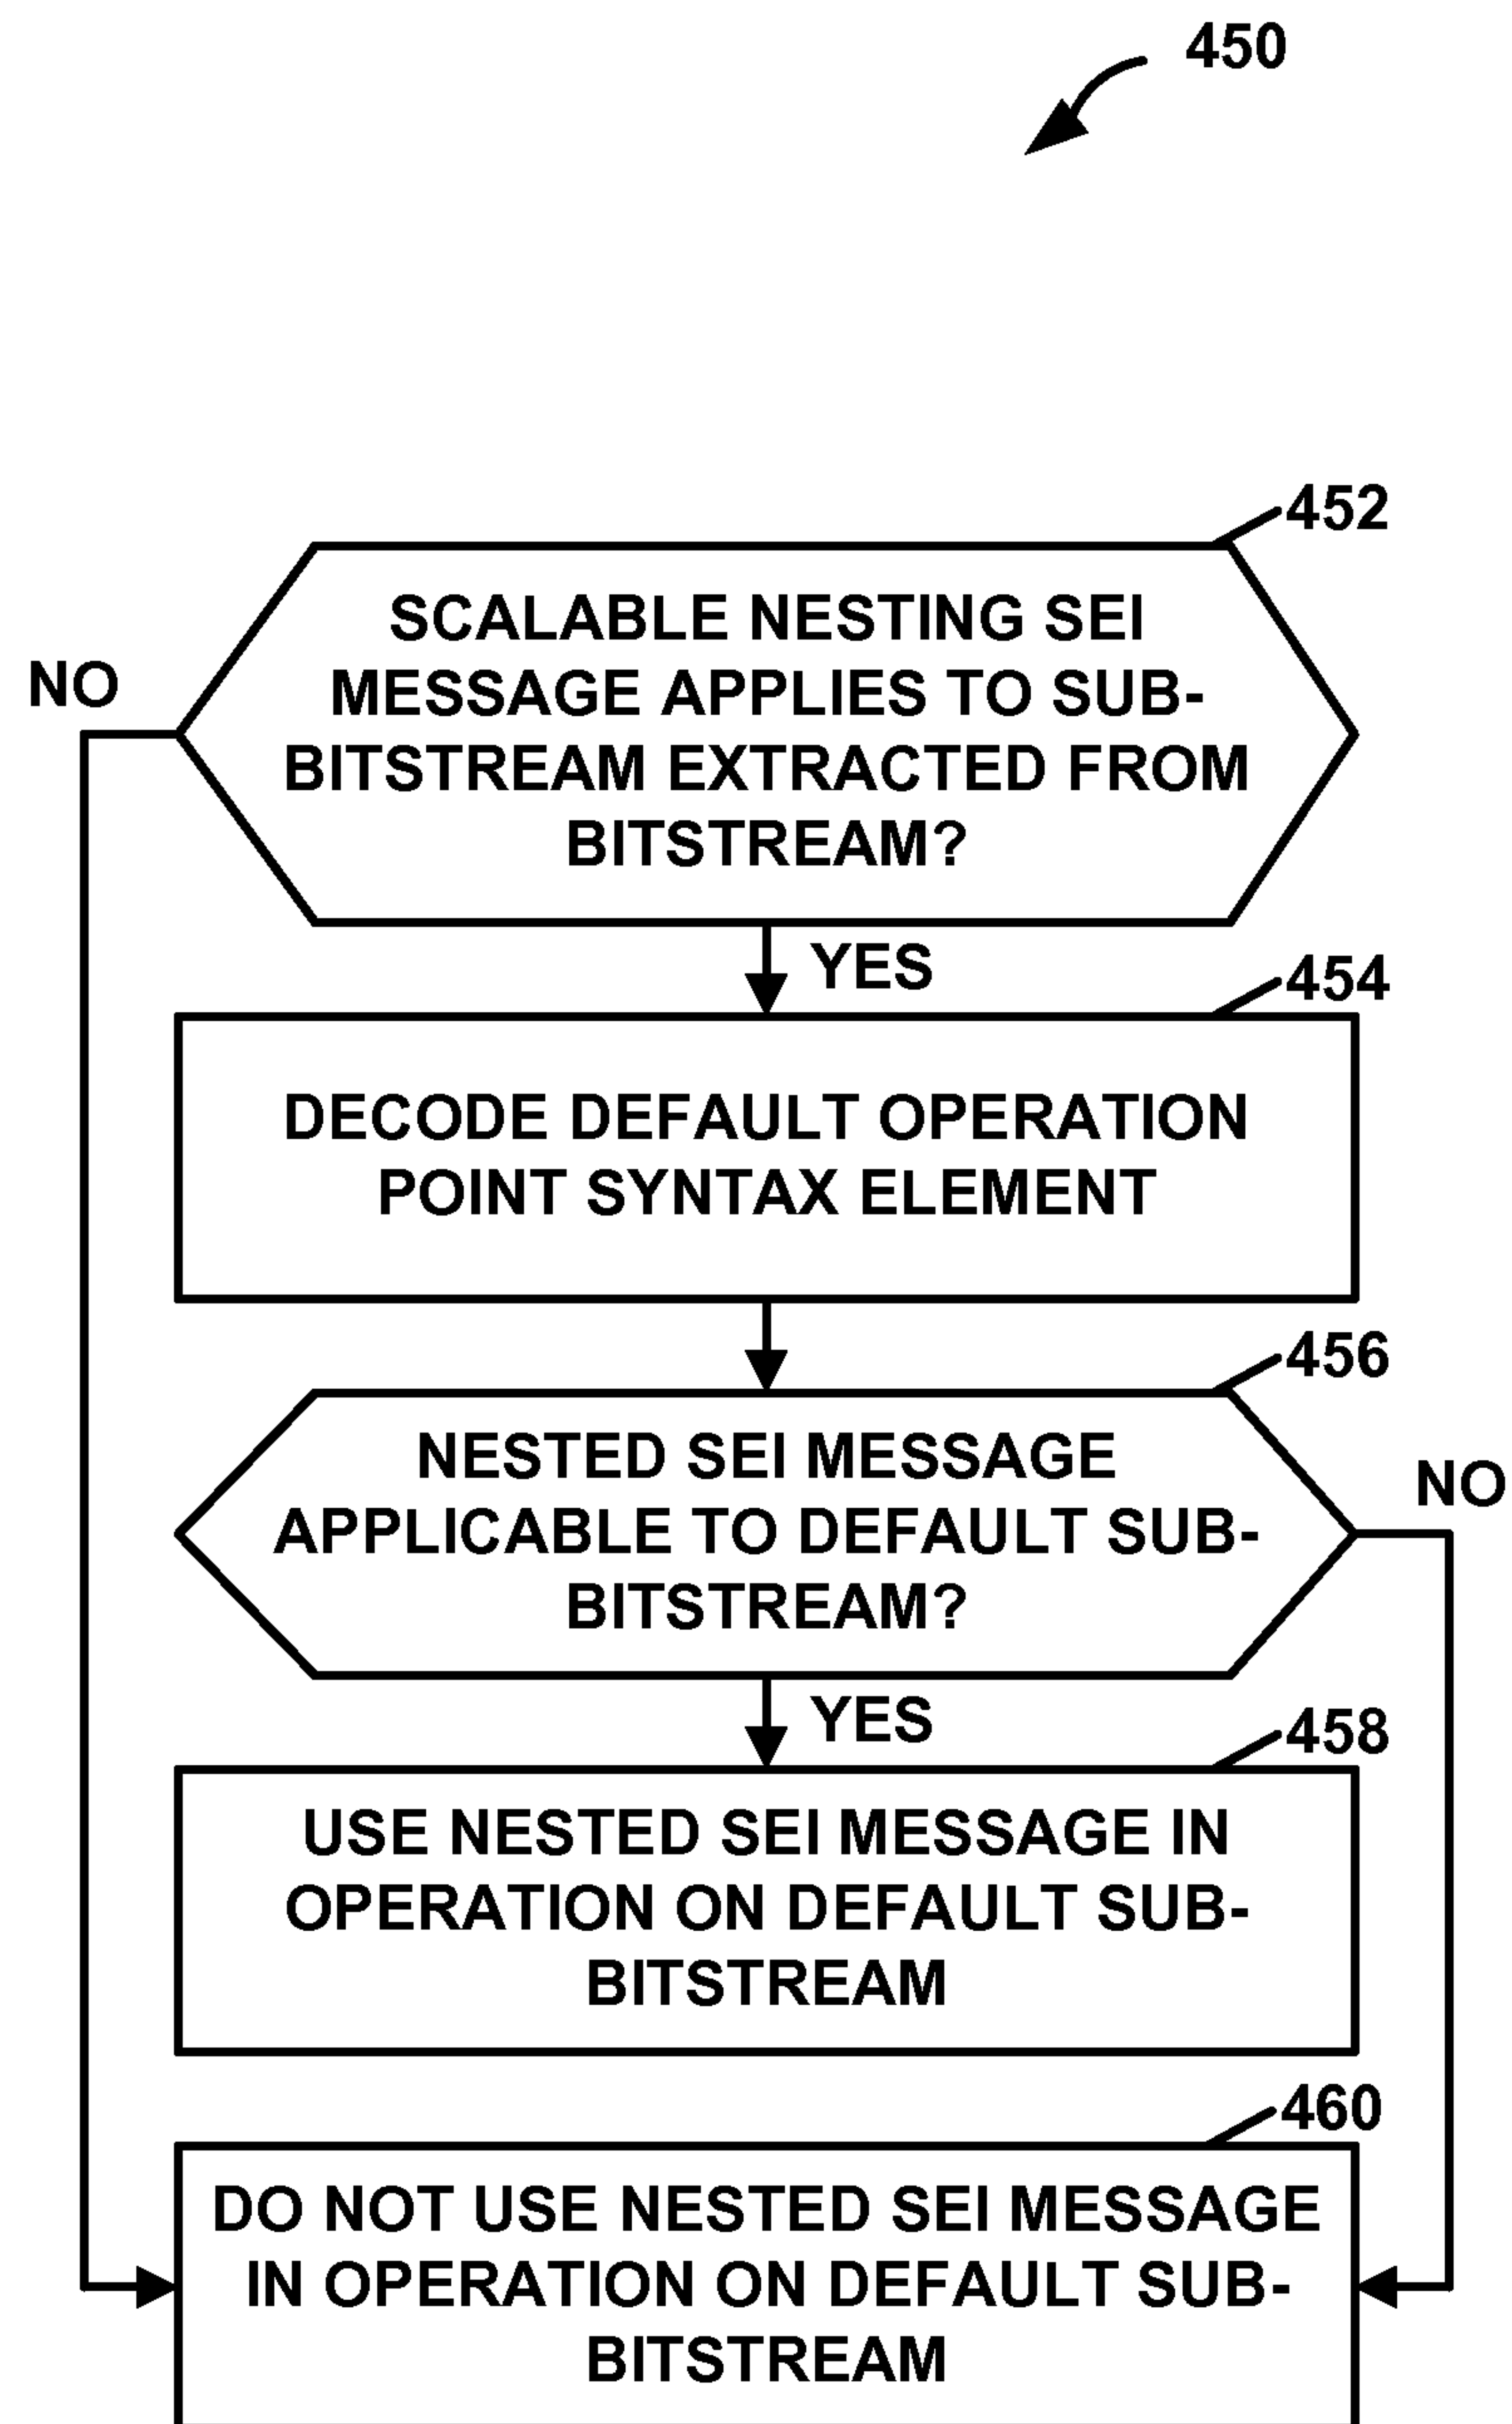 450
452
SCALABLE NESTING SEI
MESSAGE APPLIES TO SUB-
BITSTREAM EXTRACTED FROM
BITSTREAM?
NO
YES
454
DECODE DEFAULT OPERATION
POINT SYNTAX ELEMENT
456
NESTED SEI MESSAGE
APPLICABLE TO DEFAULT SUB-
BITSTREAM?
NO
YES
458
USE NESTED SEI MESSAGE IN
OPERATION ON DEFAULT SUB-
BITSTREAM
460
DO NOT USE NESTED SEI MESSAGE
IN OPERATION ON DEFAULT SUB-
BITSTREAM